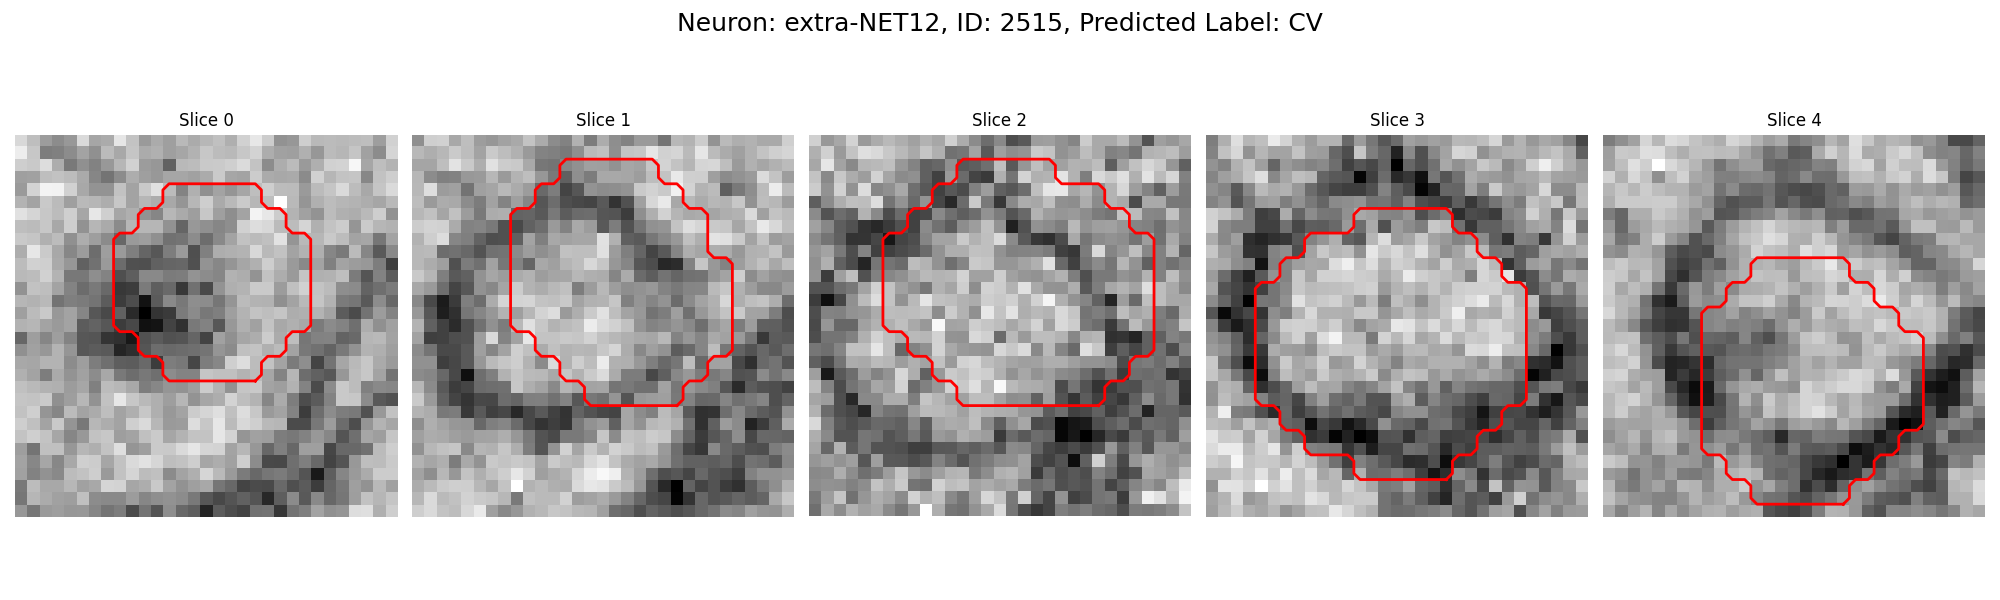 Neuron: extra-NET12, ID: 2515, Predicted Label: CV
Slice 0
Slice 1
Slice 2
Slice 3
Slice 4